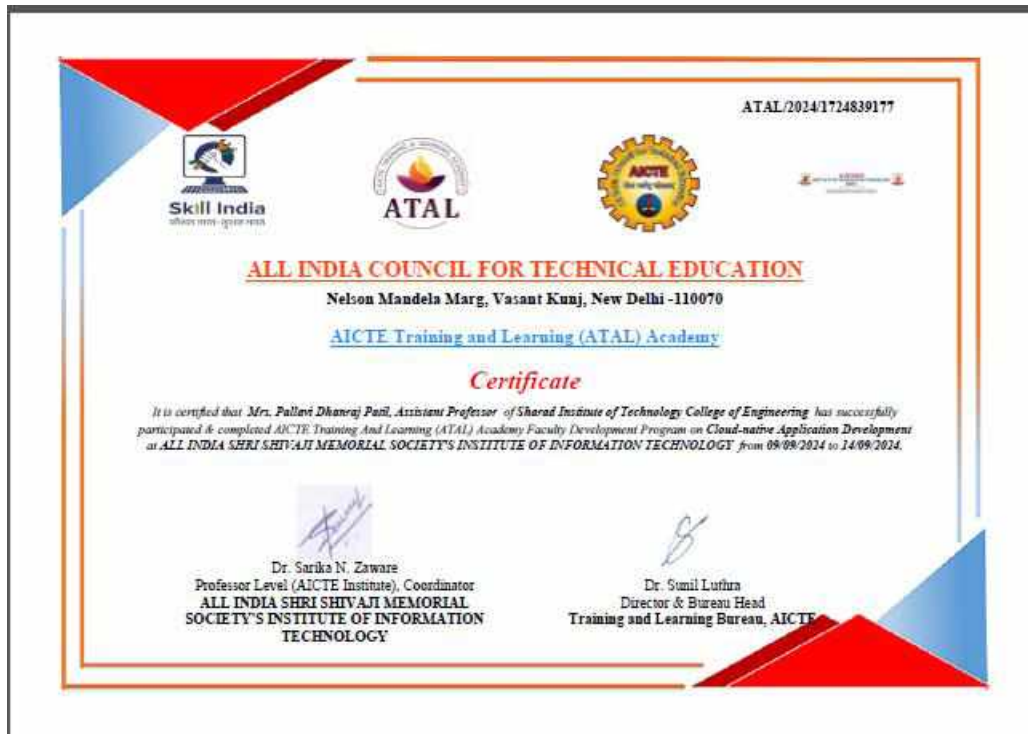 ATAL/2024/1724839177
Skill India
कौशल भारत-कुशल भारत
ATAL
AICTE
ALL INDIA COUNCIL FOR TECHNICAL EDUCATION
Nelson Mandela Marg, Vasant Kunj, New Delhi -110070
AICTE Training and Learning (ATAL) Academy
Certificate
It is certified that Mrs. Pallavi Dhanraj Patil, Assistant Professor of Sharad Institute of Technology College of Engineering has successfully
participated & completed AICTE Training And Learning (ATAL) Academy Faculty Development Program on Cloud-native Application Development
at ALL INDIA SHRI SHIVAJI MEMORIAL SOCIETY'S INSTITUTE OF INFORMATION TECHNOLOGY from 09/09/2024 to 14/09/2024.
Dr. Sarika N. Zaware
Professor Level (AICTE Institute), Coordinator
ALL INDIA SHRI SHIVAJI MEMORIAL
SOCIETY'S INSTITUTE OF INFORMATION
TECHNOLOGY
Dr. Sunil Luthra
Director & Bureau Head
Training and Learning Bureau, AICTE